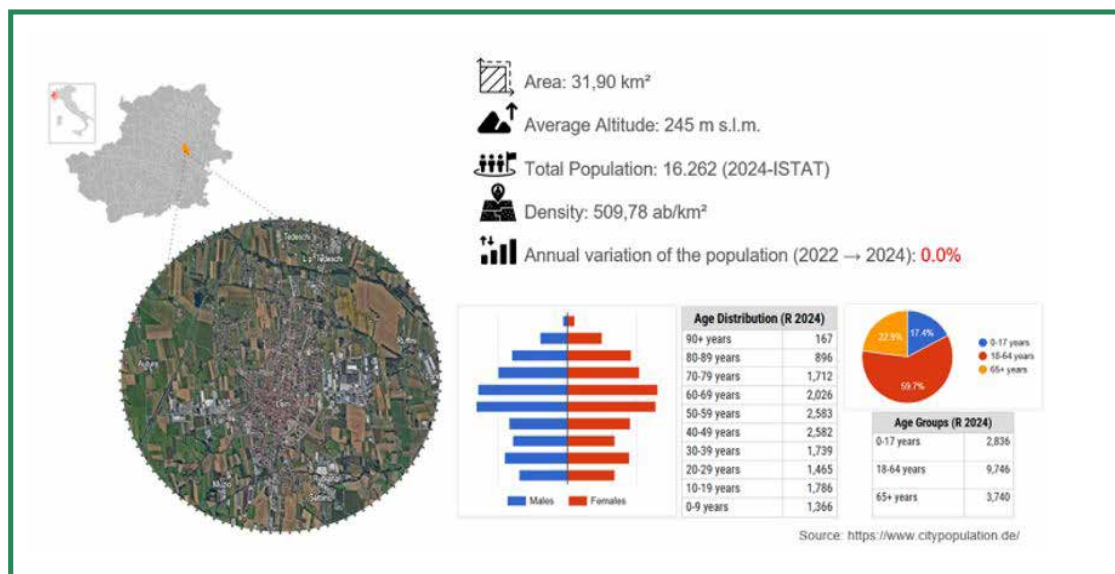 Area: 31,90 km²
Average Altitude: 245 m s.l.m.
Total Population: 16.262 (2024-ISTAT)
Density: 509,78 ab/km²
Annual variation of the population (2022 → 2024): 0.0%
Tedeschi
Tedeschi
Males
Females
Age Distribution (R 2024)
90+ years 167
80-89 years 896
70-79 years 1,712
60-69 years 2,026
50-59 years 2,583
40-49 years 2,582
30-39 years 1,739
20-29 years 1,465
10-19 years 1,786
0-9 years 1,366
22.9%
17.4%
59.7%
0-17 years
18-64 years
65+ years
Age Groups (R 2024)
0-17 years 2,836
18-64 years 9,746
65+ years 3,740
Source: https://www.citypopulation.de/